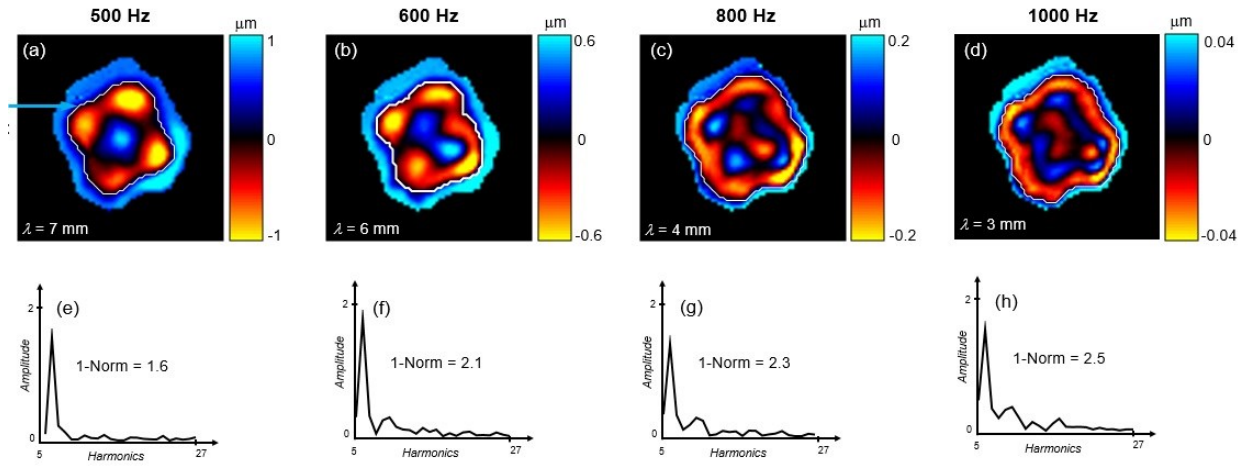 500 Hz
600 Hz
800 Hz
1000 Hz
(a)
λ = 7 mm
μm
1
0
-1
(b)
λ = 6 mm
μm
0.6
0
-0.6
(c)
λ = 4 mm
μm
0.2
0
-0.2
(d)
λ = 3 mm
μm
0.04
0
-0.04
(e)
2
0
Amplitude
1-Norm = 1.6
5
Harmonics
27
(f)
2
0
Amplitude
1-Norm = 2.1
5
Harmonics
27
(g)
2
0
Amplitude
1-Norm = 2.3
5
Harmonics
27
(h)
2
0
Amplitude
1-Norm = 2.5
5
Harmonics
27